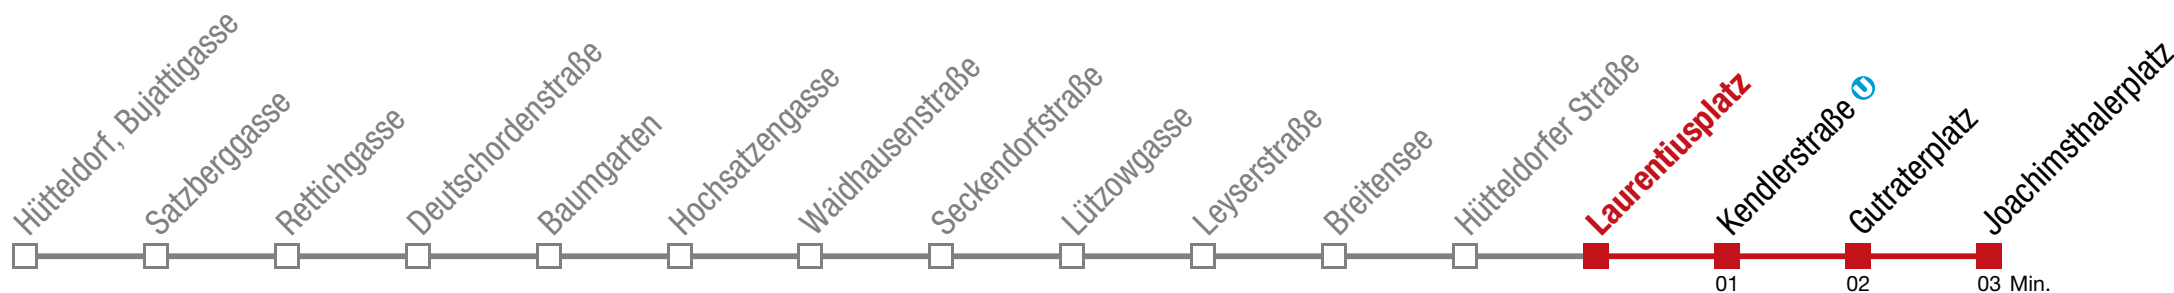 Hütteldorf, Bujattigasse
Satzberggasse
Rettichgasse
Deutschordenstraße
Baumgarten
Hochsatzengasse
Waidhausenstraße
Seckendorfstraße
Lützowgasse
Leyserstraße
Breitensee
Hütteldorfer Straße
Laurentiusplatz
Kendlerstraße U
Gutraterplatz
Joachimsthalerplatz
01 02 03 Min.